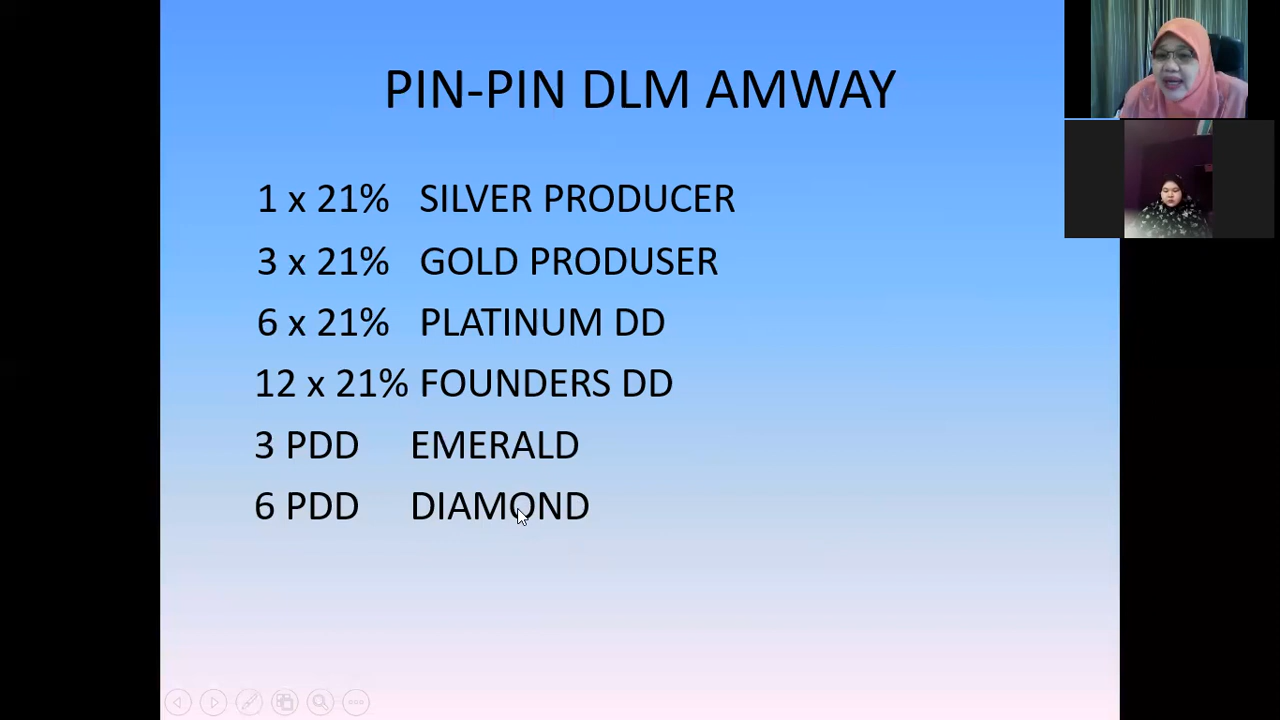 PIN-PIN DLM AMWAY
1 x 21% SILVER PRODUCER
3 x 21% GOLD PRODUSER
6 x 21% PLATINUM DD
12 x 21% FOUNDERS DD
3 PDD EMERALD
6 PDD DIAMOND